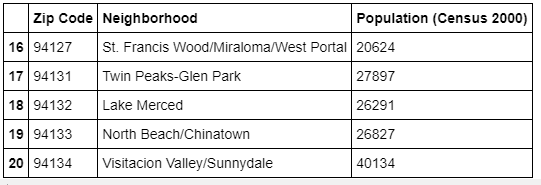 Zip Code Neighborhood Population (Census 2000)
16 94127 St. Francis Wood/Miraloma/West Portal 20624
17 94131 Twin Peaks-Glen Park 27897
18 94132 Lake Merced 26291
19 94133 North Beach/Chinatown 26827
20 94134 Visitacion Valley/Sunnydale 40134